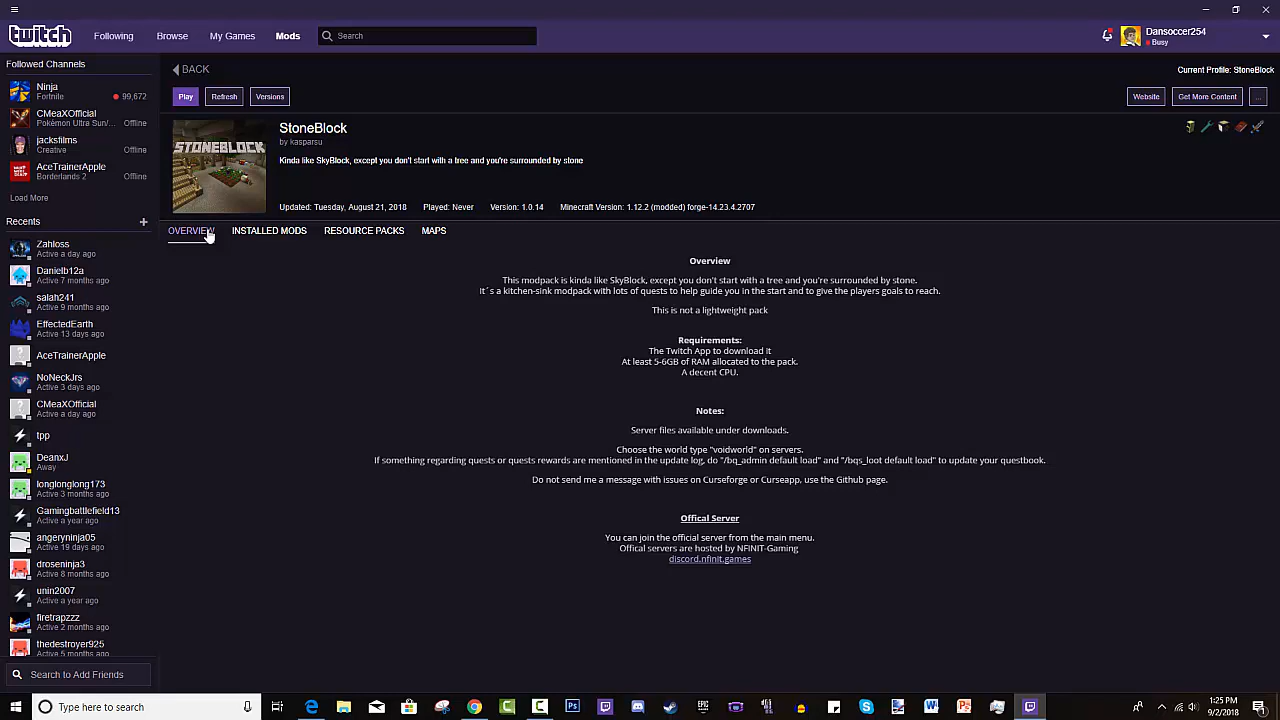 twitch
Following
Browse
My Games
Mods
Search
Dansoccer254
Busy
Followed Channels
Ninja
Fortnite
99,672
CMeaXOfficial
Pokémon Ultra Sun/...
Offline
jacksfilms
Creative
Offline
AceTrainerApple
Borderlands 2
Offline
Load More
Recents
+
Zahloss
Active a day ago
Danielb12a
Active 7 months ago
salah241
Active 9 months ago
EffectedEarth
Active 13 days ago
AceTrainerApple
NoNeckJrs
Active 3 days ago
CMeaXOfficial
Active a day ago
tpp
DeanxJ
Away
longlonglong173
Active 3 months ago
Gamingbattlefield13
Active a year ago
angeryninja05
Active 19 days ago
droseninja3
Active 8 months ago
unin2007
Active a year ago
firetrapzzz
Active 2 months ago
thedestroyer925
Active 5 months ago
Search to Add Friends
BACK
Current Profile: StoneBlock
Play
Refresh
Versions
Website
Get More Content
...
STONEBLOCK
StoneBlock
by kasparsu
Kinda like SkyBlock, except you don't start with a tree and you're surrounded by stone
Updated: Tuesday, August 21, 2018 Played: Never Version: 1.0.14 Minecraft Version: 1.12.2 (modded) forge-14.23.4.2707
OVERVIEW
INSTALLED MODS
RESOURCE PACKS
MAPS
Overview
This modpack is kinda like SkyBlock, except you don't start with a tree and you're surrounded by stone.
It´s a kitchen-sink modpack with lots of quests to help guide you in the start and to give the players goals to reach.
This is not a lightweight pack
Requirements:
The Twitch App to download it
At least 5-6GB of RAM allocated to the pack.
A decent CPU.
Notes:
Server files available under downloads.
Choose the world type "voidworld" on servers.
If something regarding quests or quests rewards are mentioned in the update log, do "/bq_admin default load" and "/bqs_loot default load" to update your questbook.
Do not send me a message with issues on Curseforge or Curseapp, use the Github page.
Offical Server
You can join the official server from the main menu.
Offical servers are hosted by NFINIT-Gaming
discord.nfinit.games
Type here to search
1:25 PM
9/2/2018